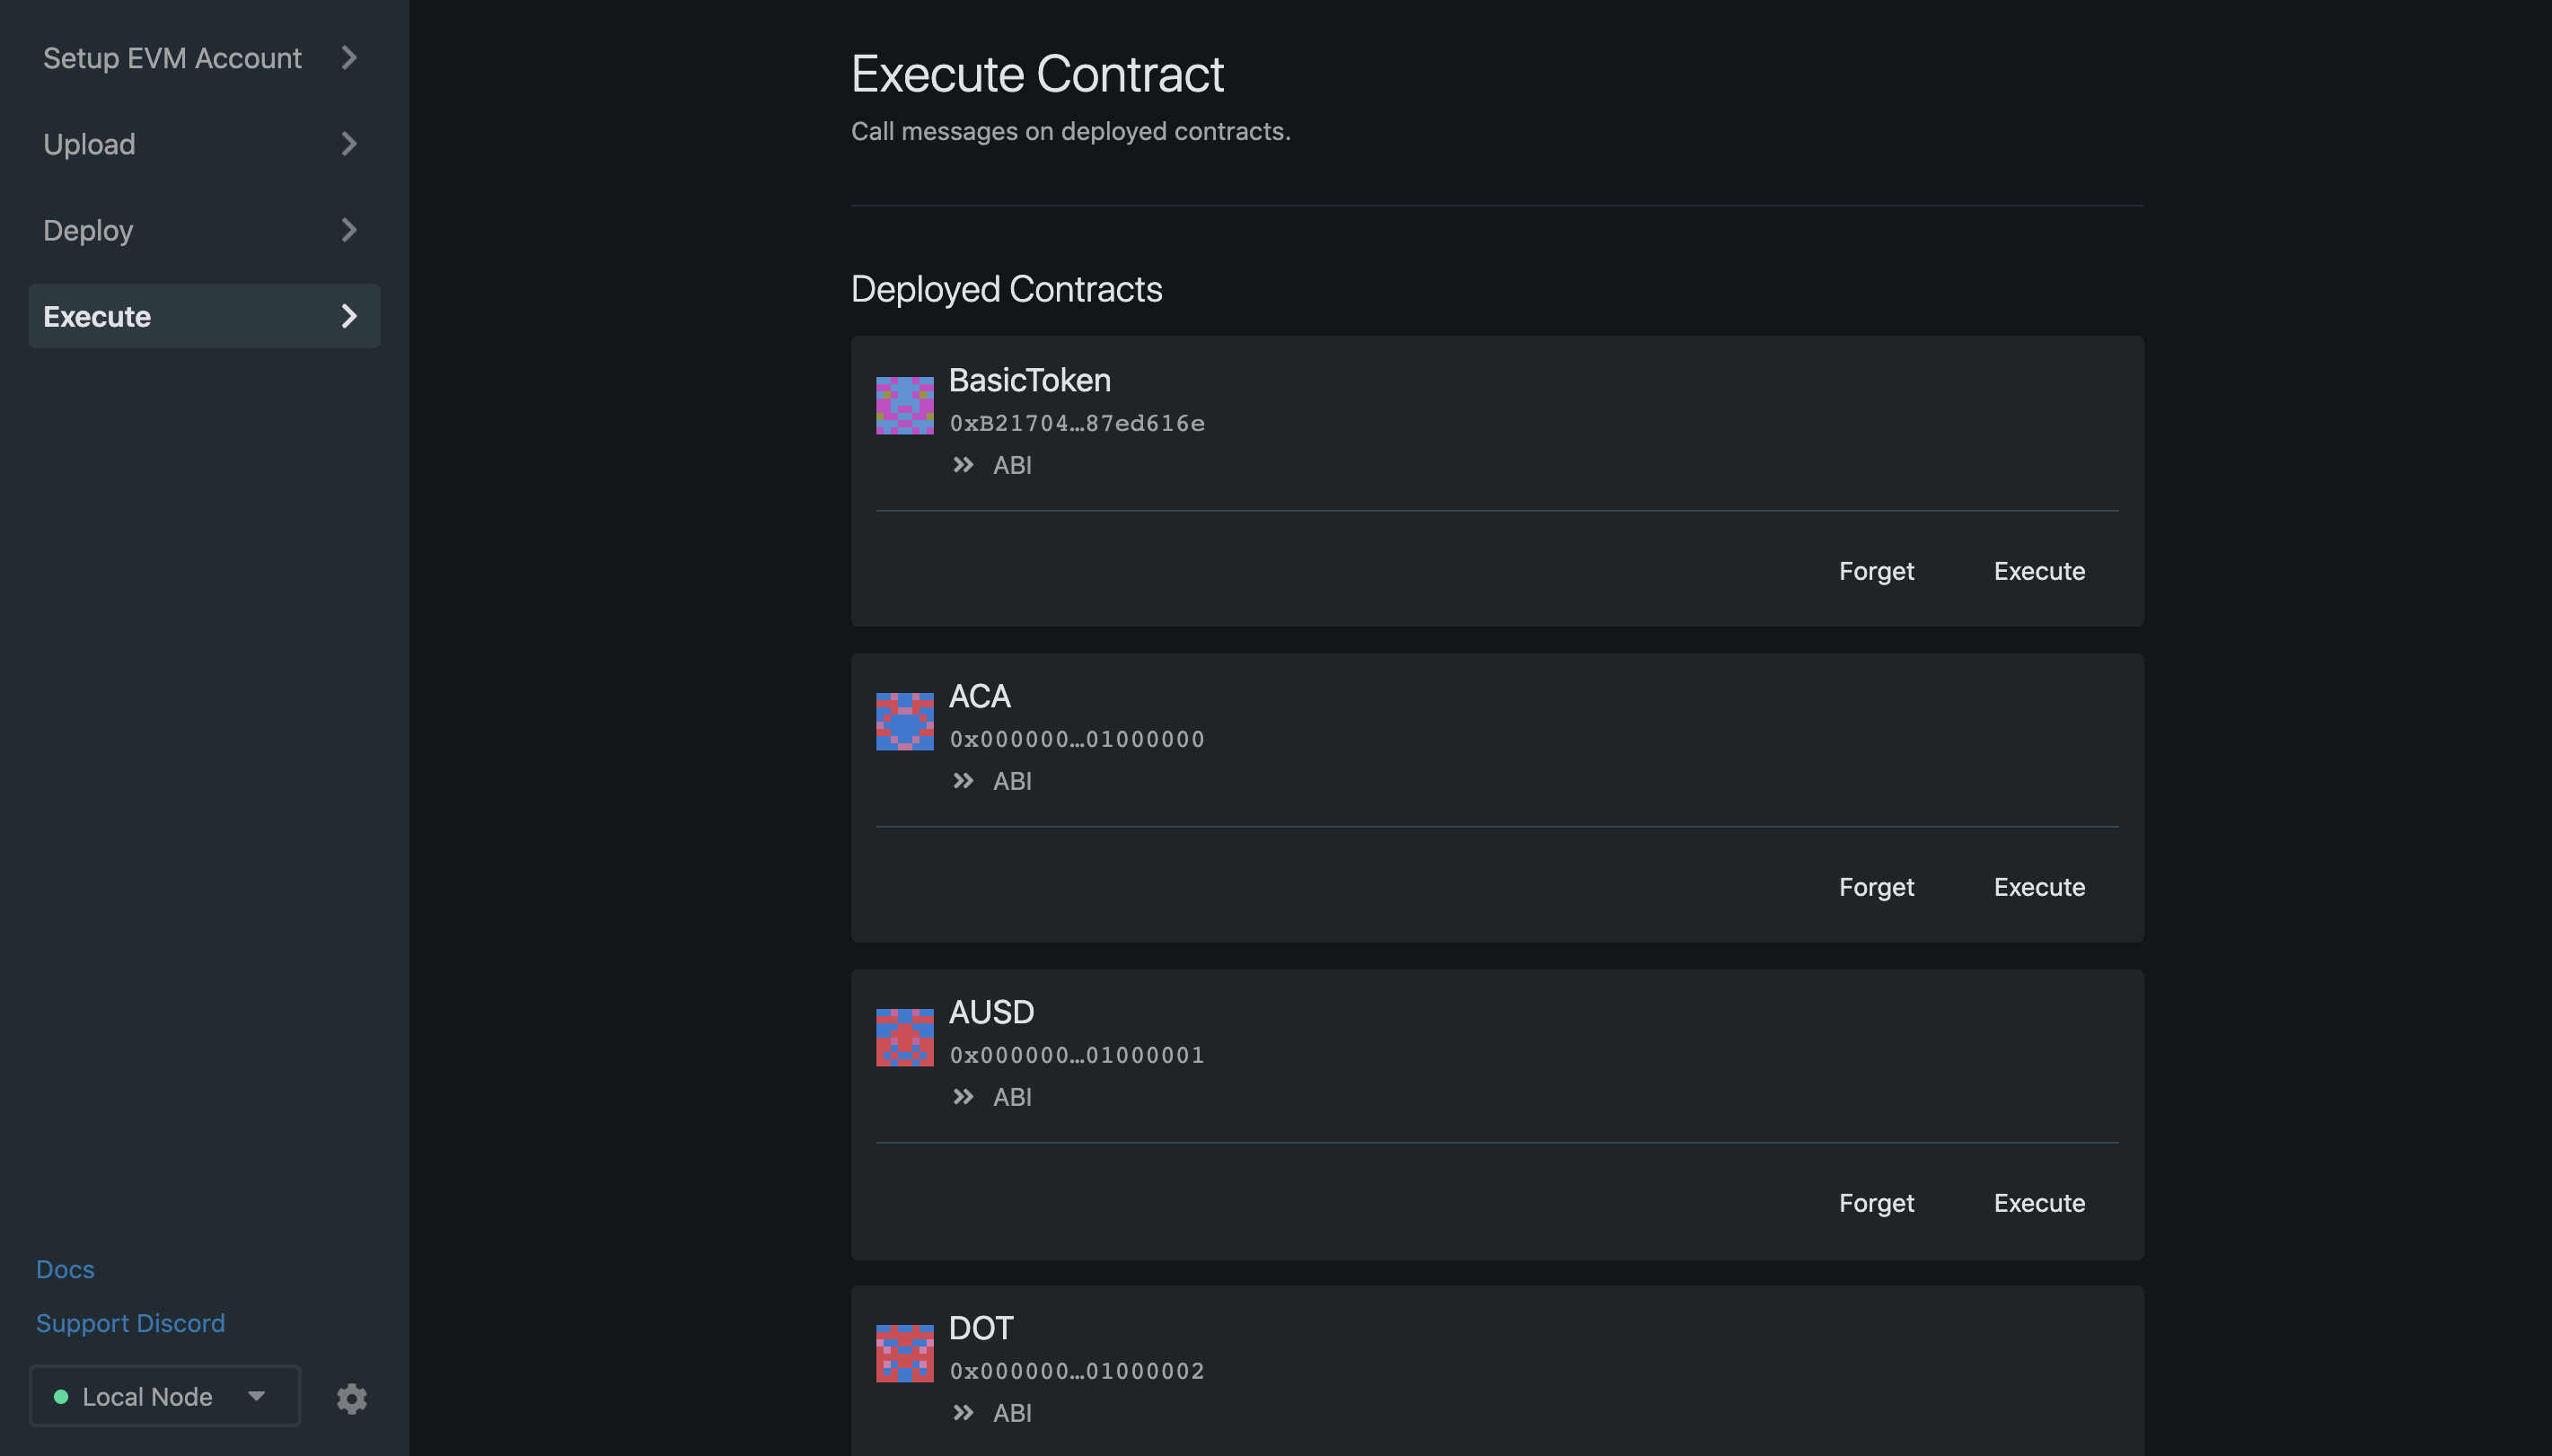 Setup EVM Account
Upload
Deploy
Execute
Docs
Support Discord
Local Node
Execute Contract
Call messages on deployed contracts.
Deployed Contracts
BasicToken
0xB21704…87ed616e
ABI
Forget Execute
ACA
0x000000…01000000
ABI
Forget Execute
AUSD
0x000000…01000001
ABI
Forget Execute
DOT
0x000000…01000002
ABI